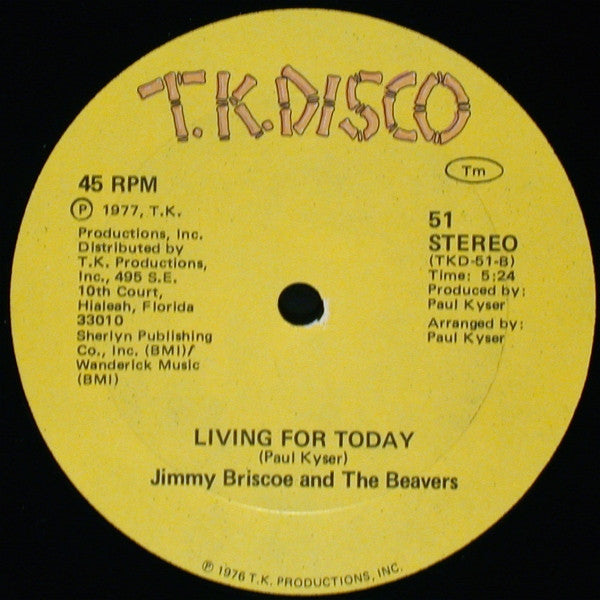 T.K. DISCO
Tm
45 RPM
Ⓟ 1977, T.K.
Productions, Inc.
Distributed by
T.K. Productions,
Inc., 495 S.E.
10th Court,
Hialeah, Florida
33010
Sherlyn Publishing
Co., Inc. (BMI)/
Wanderick Music
(BMI)
51
STEREO
(TKD-51-B)
Time: 5:24
Produced by:
Paul Kyser
Arranged by:
Paul Kyser
LIVING FOR TODAY
(Paul Kyser)
Jimmy Briscoe and The Beavers
Ⓟ 1976 T.K. PRODUCTIONS, INC.